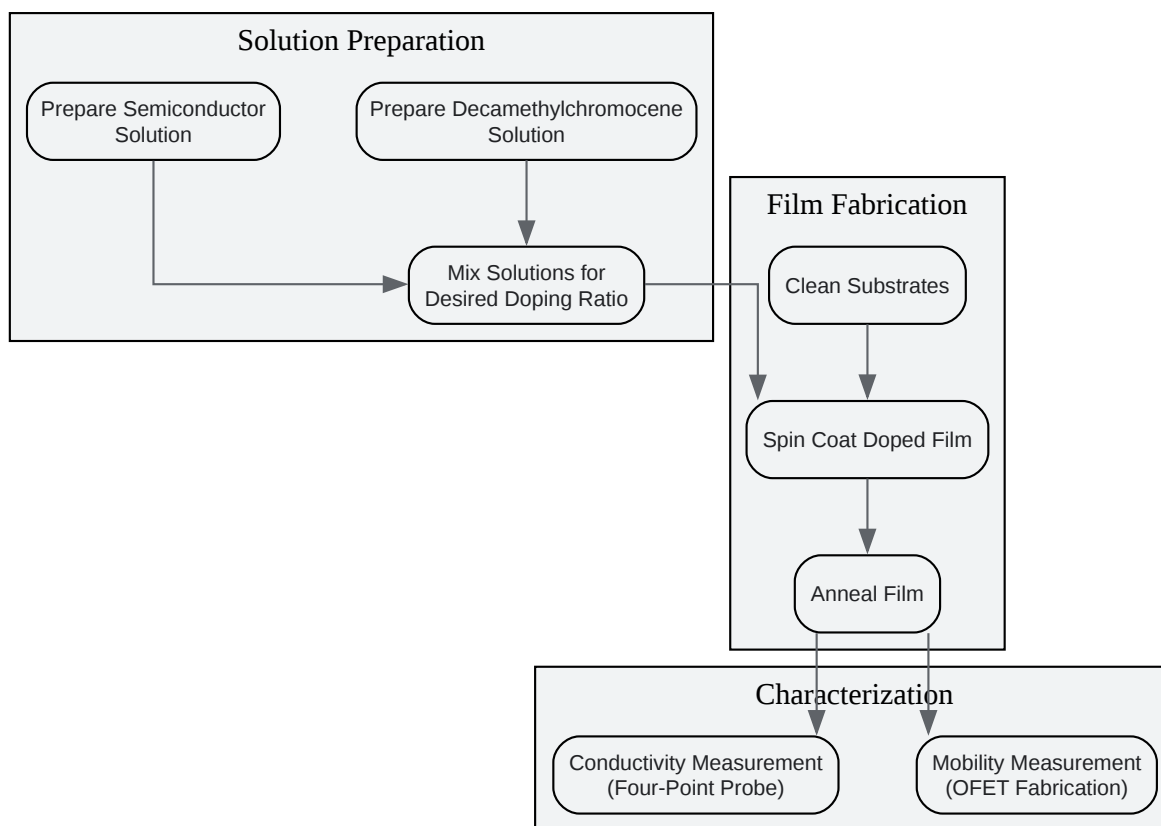 Solution Preparation
Prepare Semiconductor
Solution
Prepare Decamethylchromocene
Solution
Mix Solutions for
Desired Doping Ratio
Film Fabrication
Clean Substrates
Spin Coat Doped Film
Anneal Film
Characterization
Conductivity Measurement
(Four-Point Probe)
Mobility Measurement
(OFET Fabrication)